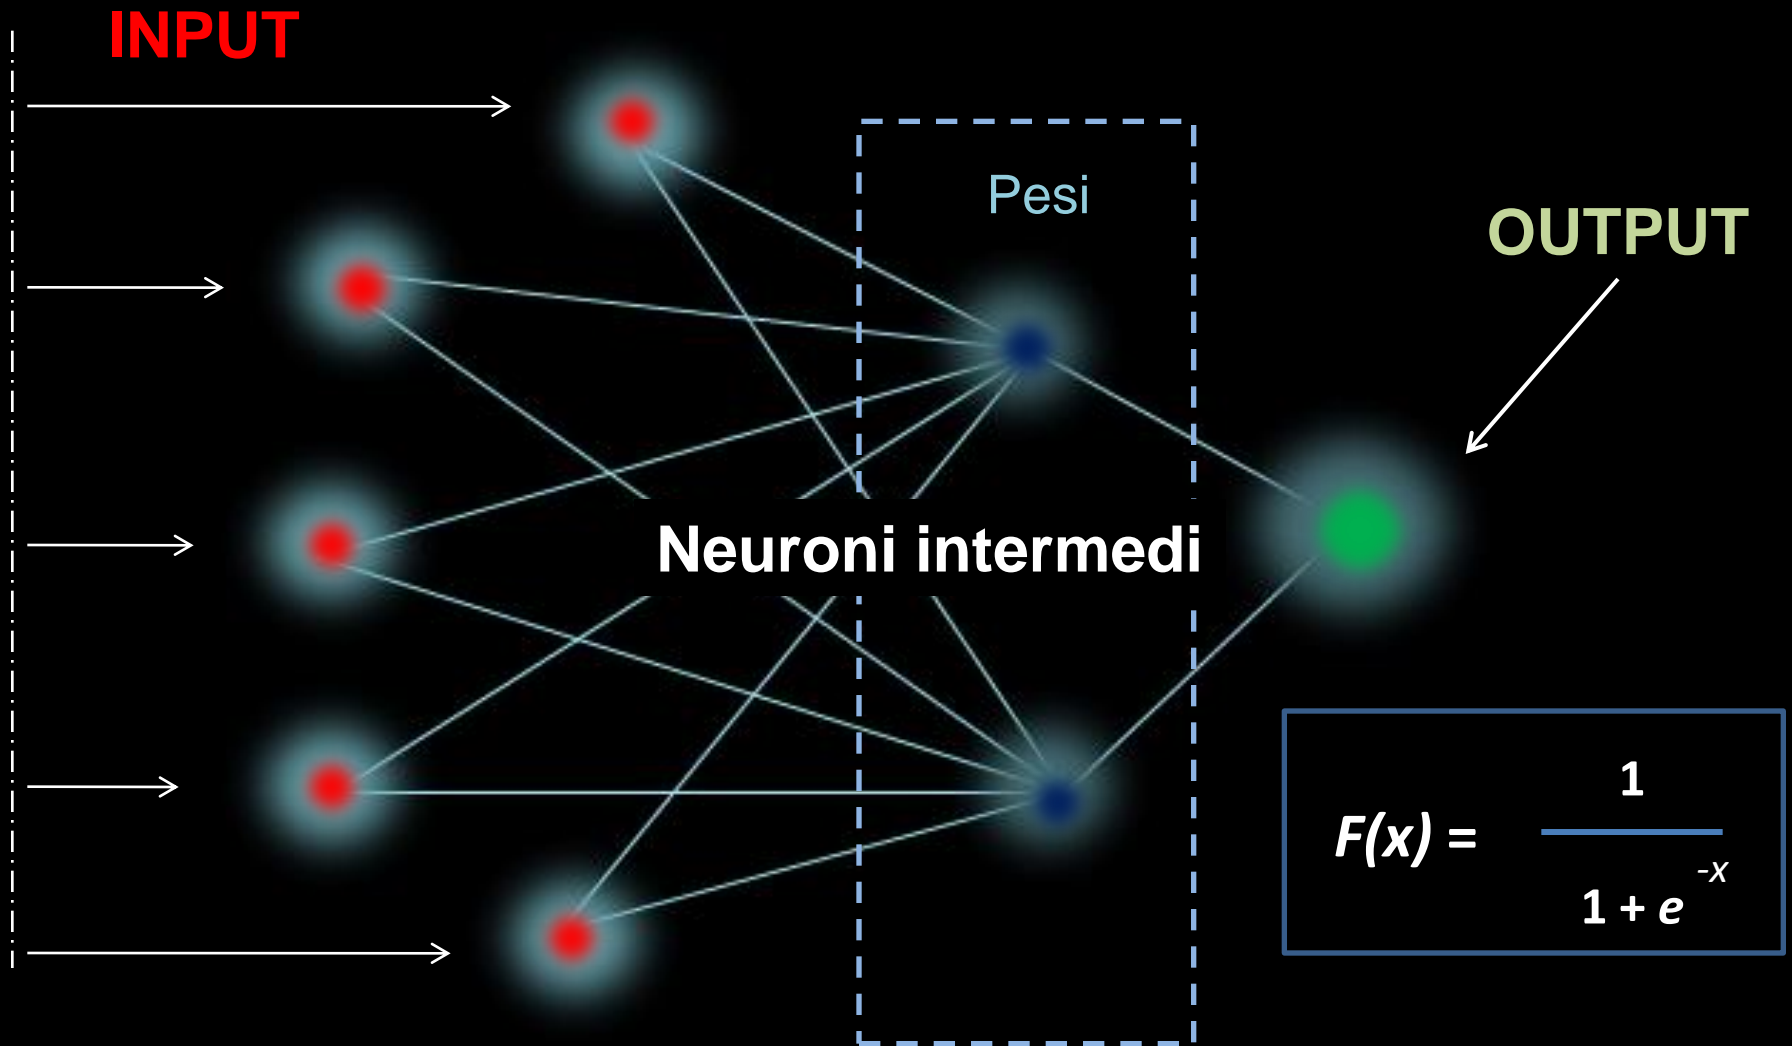 INPUT
Pesi
OUTPUT
Neuroni intermedi
F(x) =
1
1 + e -x